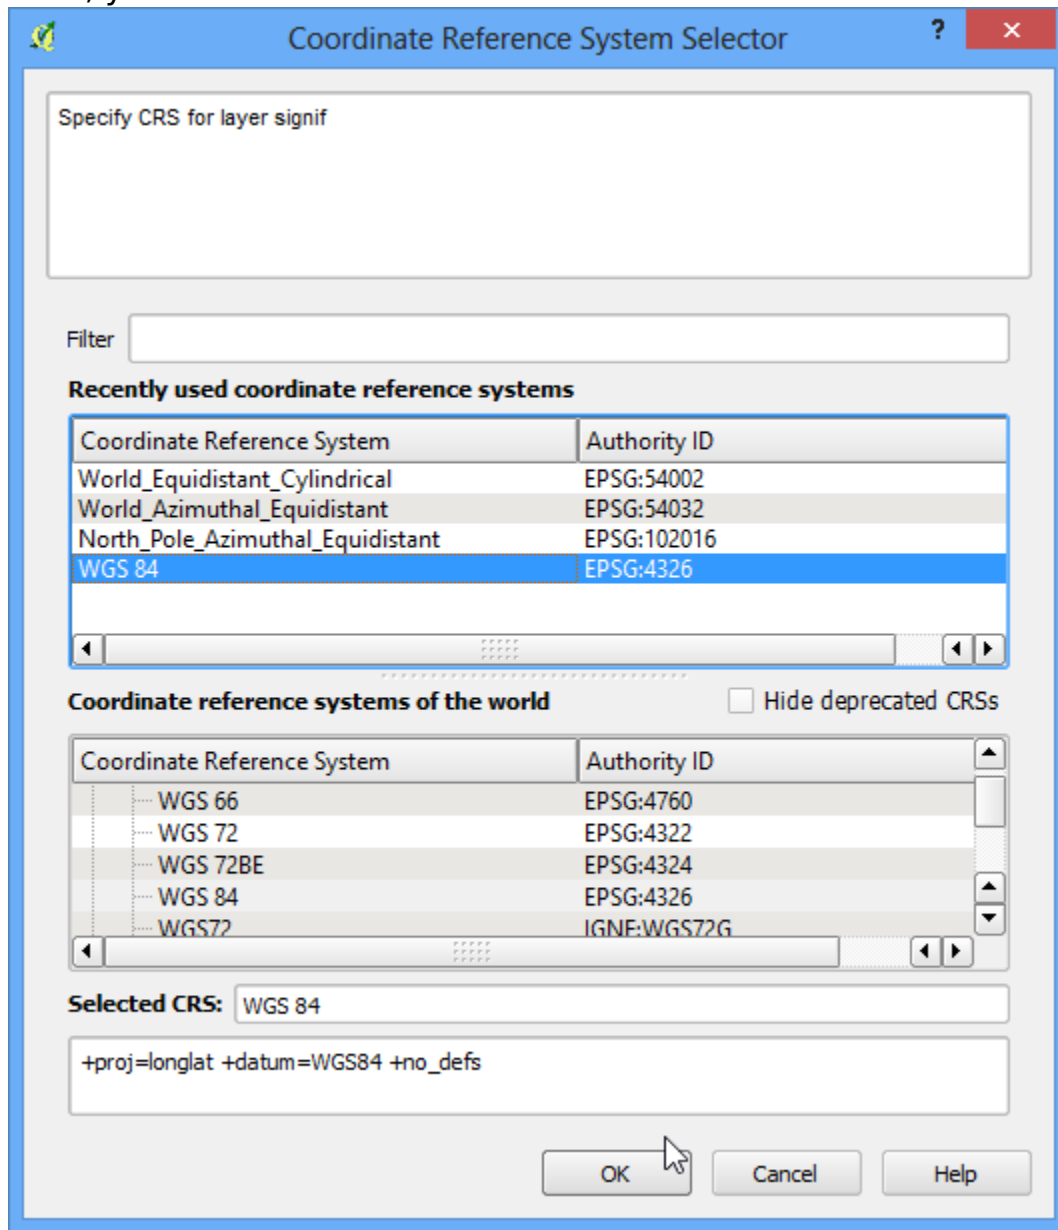 Coordinate Reference System Selector ?
Specify CRS for layer signif
Filter
Recently used coordinate reference systems
Coordinate Reference System Authority ID
World_Equidistant_Cylindrical EPSG:54002
World_Azimuthal_Equidistant EPSG:54032
North_Pole_Azimuthal_Equidistant EPSG:102016
WGS 84 EPSG:4326
Coordinate reference systems of the world Hide deprecated CRSs
Coordinate Reference System Authority ID
WGS 66 EPSG:4760
WGS 72 EPSG:4322
WGS 72BE EPSG:4324
WGS 84 EPSG:4326
WGS72 IGNF:WGS72G
Selected CRS: WGS 84
+proj=longlat +datum=WGS84 +no_defs
OK Cancel Help